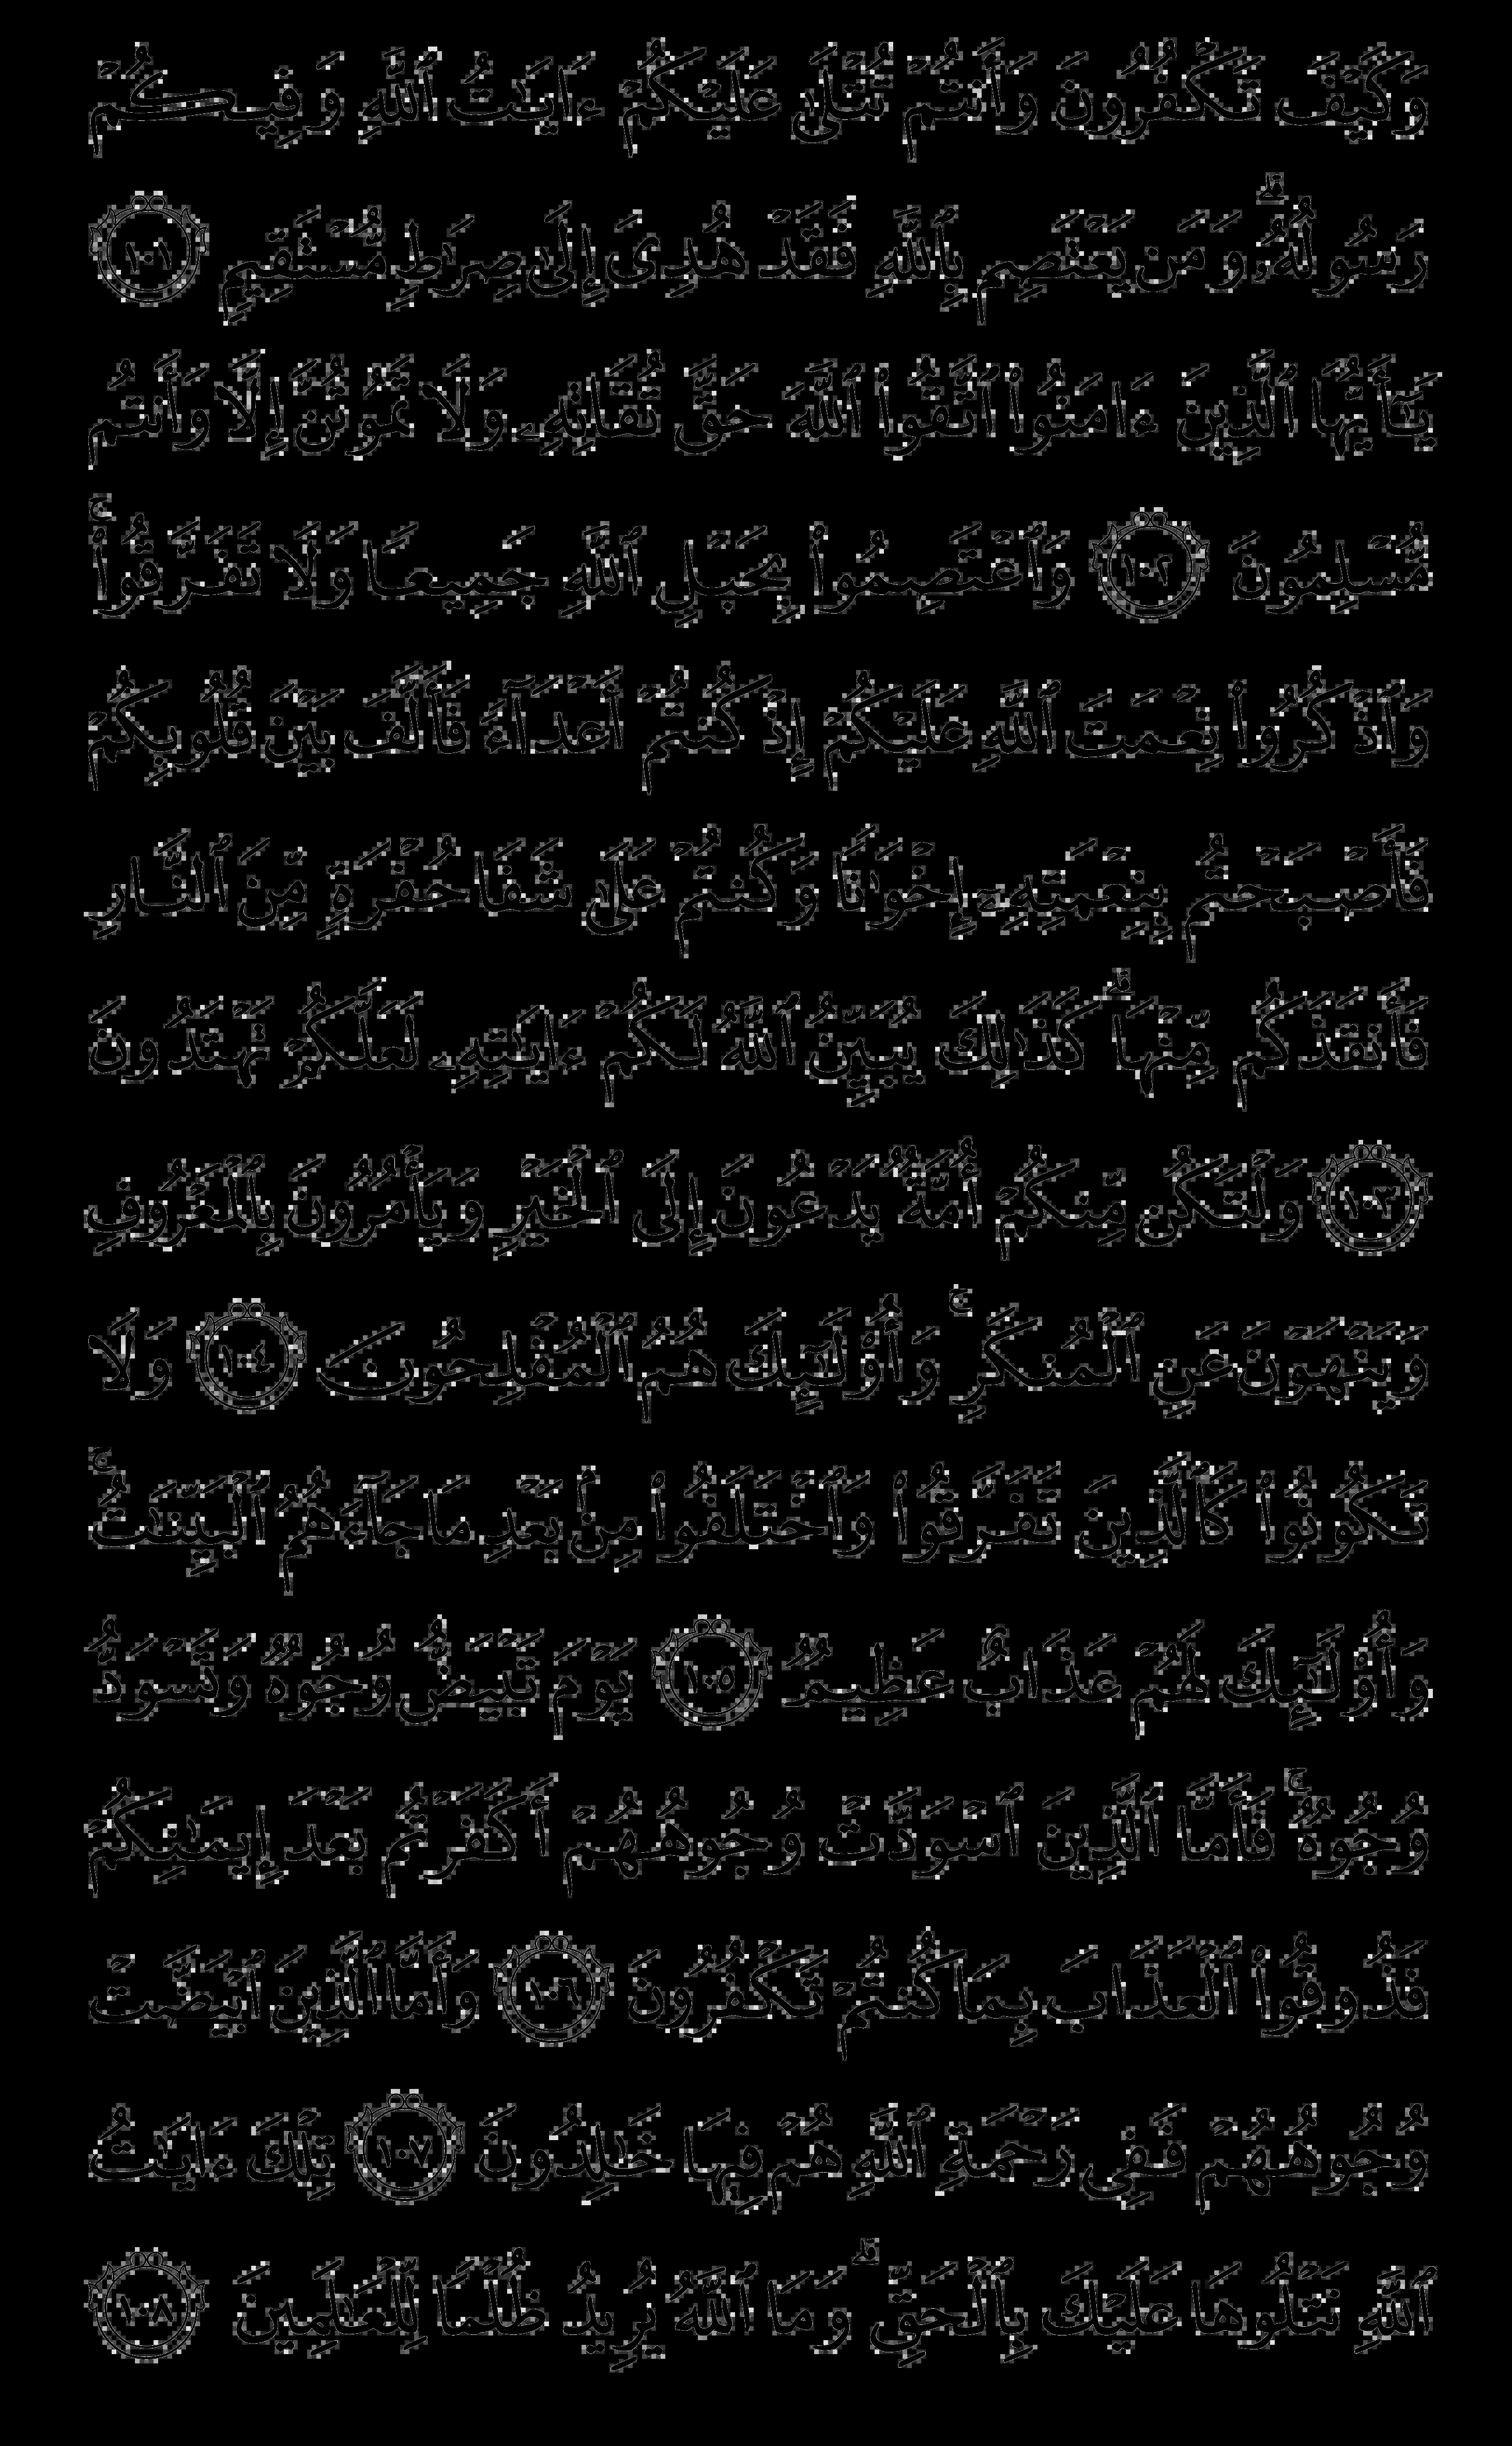 وَكَيْفَ تَكْفُرُونَ وَأَنتُمْ تُتْلَىٰ عَلَيْكُمْ ءَايَـٰتُ ٱللَّهِ وَفِيكُمْ
رَسُولُهُۥ ۗ وَمَن يَعْتَصِم بِٱللَّهِ فَقَدْ هُدِىَ إِلَىٰ صِرَٰطٍ مُّسْتَقِيمٍ ١٠١
يَـٰٓأَيُّهَا ٱلَّذِينَ ءَامَنُوا۟ ٱتَّقُوا۟ ٱللَّهَ حَقَّ تُقَاتِهِۦ وَلَا تَمُوتُنَّ إِلَّا وَأَنتُم
مُّسْلِمُونَ ١٠٢ وَٱعْتَصِمُوا۟ بِحَبْلِ ٱللَّهِ جَمِيعًا وَلَا تَفَرَّقُوا۟ ۚ
وَٱذْكُرُوا۟ نِعْمَتَ ٱللَّهِ عَلَيْكُمْ إِذْ كُنتُمْ أَعْدَآءً فَأَلَّفَ بَيْنَ قُلُوبِكُمْ
فَأَصْبَحْتُم بِنِعْمَتِهِۦٓ إِخْوَٰنًا وَكُنتُمْ عَلَىٰ شَفَا حُفْرَةٍ مِّنَ ٱلنَّارِ
فَأَنقَذَكُم مِّنْهَا ۗ كَذَٰلِكَ يُبَيِّنُ ٱللَّهُ لَكُمْ ءَايَـٰتِهِۦ لَعَلَّكُمْ تَهْتَدُونَ
١٠٣ وَلْتَكُن مِّنكُمْ أُمَّةٌ يَدْعُونَ إِلَى ٱلْخَيْرِ وَيَأْمُرُونَ بِٱلْمَعْرُوفِ
وَيَنْهَوْنَ عَنِ ٱلْمُنكَرِ ۚ وَأُو۟لَـٰٓئِكَ هُمُ ٱلْمُفْلِحُونَ ١٠٤ وَلَا
تَكُونُوا۟ كَٱلَّذِينَ تَفَرَّقُوا۟ وَٱخْتَلَفُوا۟ مِنۢ بَعْدِ مَا جَآءَهُمُ ٱلْبَيِّنَـٰتُ ۚ
وَأُو۟لَـٰٓئِكَ لَهُمْ عَذَابٌ عَظِيمٌ ١٠٥ يَوْمَ تَبْيَضُّ وُجُوهٌ وَتَسْوَدُّ
وُجُوهٌ ۚ فَأَمَّا ٱلَّذِينَ ٱسْوَدَّتْ وُجُوهُهُمْ أَكَفَرْتُم بَعْدَ إِيمَـٰنِكُمْ
فَذُوقُوا۟ ٱلْعَذَابَ بِمَا كُنتُمْ تَكْفُرُونَ ١٠٦ وَأَمَّا ٱلَّذِينَ ٱبْيَضَّتْ
وُجُوهُهُمْ فَفِى رَحْمَةِ ٱللَّهِ هُمْ فِيهَا خَـٰلِدُونَ ١٠٧ تِلْكَ ءَايَـٰتُ
ٱللَّهِ نَتْلُوهَا عَلَيْكَ بِٱلْحَقِّ ۗ وَمَا ٱللَّهُ يُرِيدُ ظُلْمًا لِّلْعَـٰلَمِينَ ١٠٨